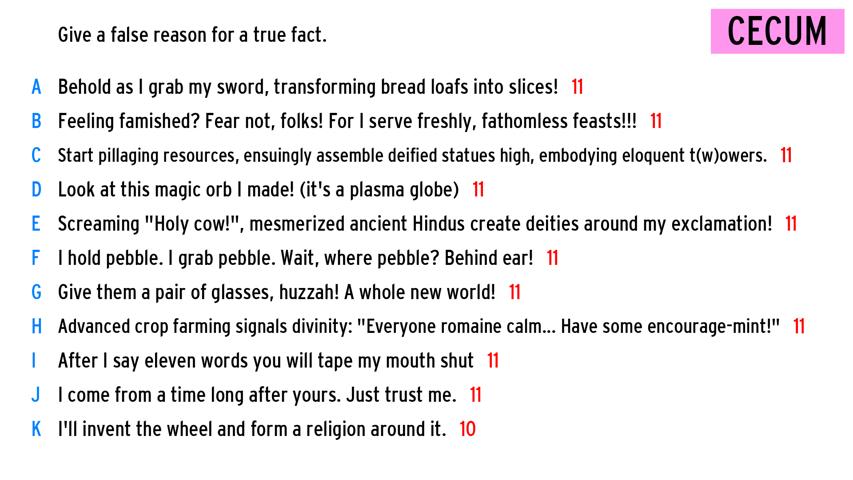 Give a false reason for a true fact.
CECUM
A Behold as I grab my sword, transforming bread loafs into slices! 11
B Feeling famished? Fear not, folks! For I serve freshly, fathomless feasts!!! 11
C Start pillaging resources, ensuingly assemble deified statues high, embodying eloquent t(w)owers. 11
D Look at this magic orb I made! (it's a plasma globe) 11
E Screaming "Holy cow!", mesmerized ancient Hindus create deities around my exclamation! 11
F I hold pebble. I grab pebble. Wait, where pebble? Behind ear! 11
G Give them a pair of glasses, huzzah! A whole new world! 11
H Advanced crop farming signals divinity: "Everyone romaine calm... Have some encourage-mint!" 11
I After I say eleven words you will tape my mouth shut 11
J I come from a time long after yours. Just trust me. 11
K I'll invent the wheel and form a religion around it. 10